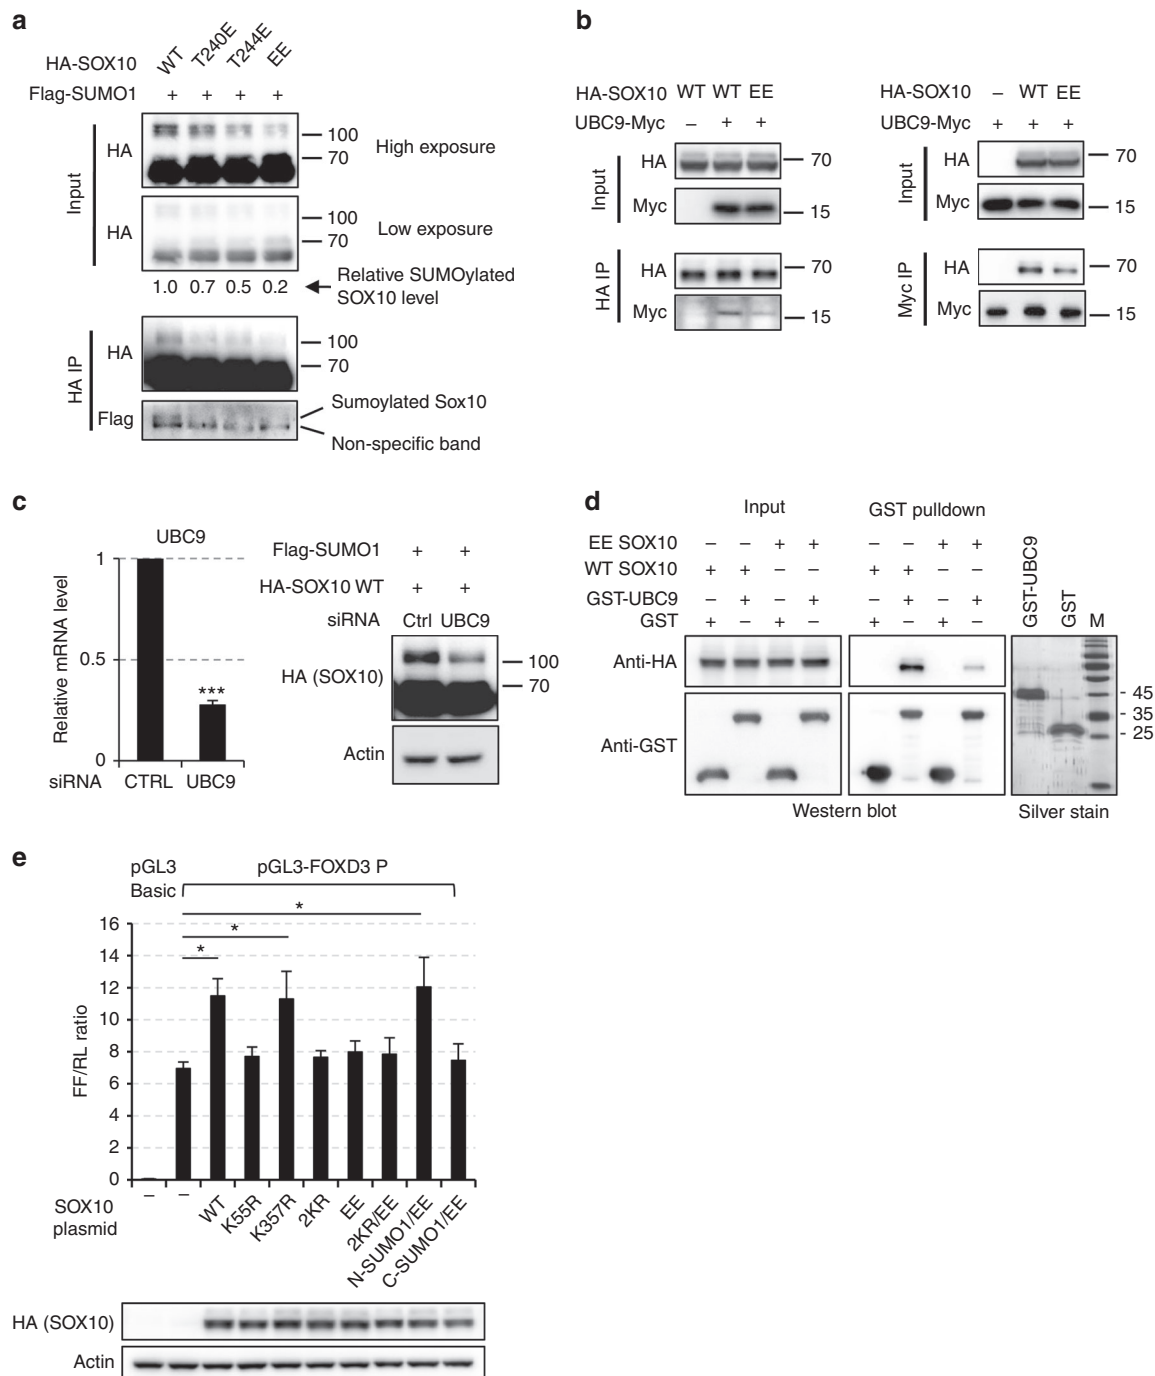 a
HA-SOX10 WT T240E T244E EE
Flag-SUMO1 + + + +
Input
HA
100
70
High exposure
HA
100
70
Low exposure
1.0 0.7 0.5 0.2
Relative SUMOylated
SOX10 level
HA IP
HA
100
70
Flag
Sumoylated Sox10
Non-specific band
b
HA-SOX10 WT WT EE
UBC9-Myc – + +
Input
HA
70
Myc
15
HA IP
HA
70
Myc
15
HA-SOX10 – WT EE
UBC9-Myc + + +
Input
HA
70
Myc
15
Myc IP
HA
70
Myc
15
c
UBC9
Relative mRNA level
1
0.5
0
***
siRNA CTRL UBC9
Flag-SUMO1 + +
HA-SOX10 WT + +
siRNA Ctrl UBC9
HA (SOX10)
100
70
Actin
d
Input GST pulldown
EE SOX10 – – + + – – + +
WT SOX10 + + – – + + – –
GST-UBC9 – + – + – + – +
GST + – + – + – + –
GST-UBC9
GST
M
Anti-HA
Anti-GST
- 45
- 35
- 25
Western blot Silver stain
e
pGL3
Basic
pGL3-FOXD3 P
*
*
*
FF/RL ratio
16
14
12
10
8
6
4
2
0
SOX10
plasmid
– – WT K55R K357R 2KR EE 2KR/EE N-SUMO1/EE C-SUMO1/EE
HA (SOX10)
Actin